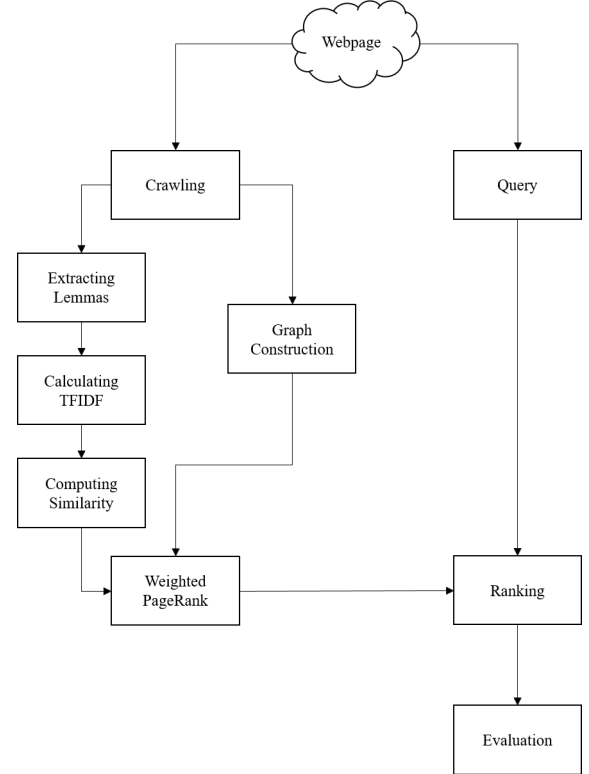 Webpage
Crawling
Query
Extracting
Lemmas
Graph
Construction
Calculating
TFIDF
Computing
Similarity
Weighted
PageRank
Ranking
Evaluation